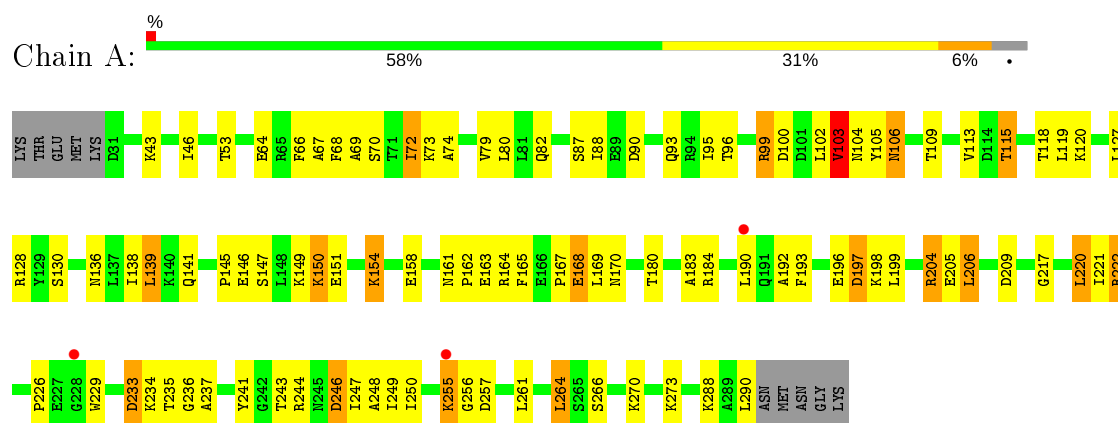 %
Chain A:
58% 31% 6% •
LYS THR GLU MET LYS D31 K43 I46 T53 E64 R65 F66 A67 F68 A69 S70 T71 I72 K73 A74 V79 L80 L81 Q82 S87 I88 E89 D90 Q93 R94 I95 T96 R99 D100 D101 L102 V103 N104 Y105 N106 T109 V113 D114 T115 T118 L119 K120 L127
R128 Y129 S130 N136 L137 I138 L139 K140 Q141 P145 E146 S147 L148 K149 K150 E151 K154 E158 N161 P162 E163 R164 F165 E166 P167 E168 L169 N170 T180 A183 R184 L190 Q191 A192 F193 E196 D197 K198 L199 R204 E205 L206 D209 G217 L220 I221
P226 E227 G228 W229 D233 K234 T235 G236 A237 Y241 G242 T243 R244 N245 D246 I247 A248 I249 I250 K255 G256 D257 L261 L264 S265 S266 K270 K273 K288 A289 L290 ASN MET ASN GLY LYS